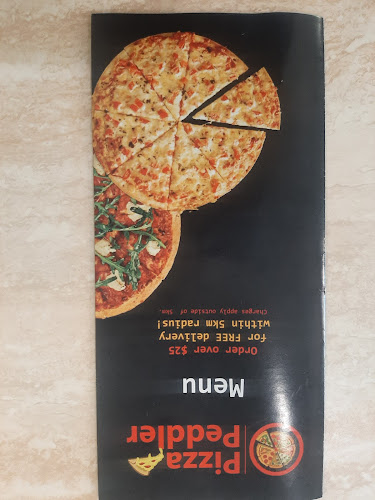 Pizza
Peddler
Menu
Order over $25
for FREE delivery
within 5km radius!
Charges apply outside of 5km.